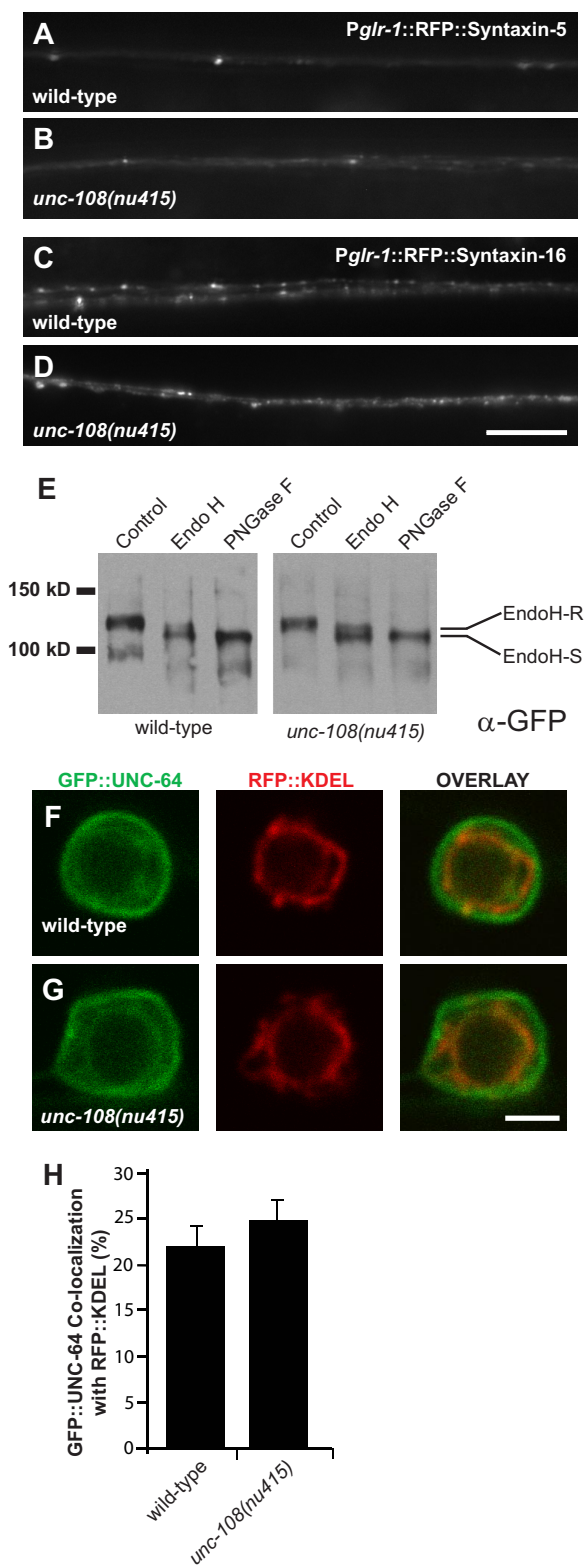 A
Pglr-1::RFP::Syntaxin-5
wild-type
B
unc-108(nu415)
C
Pglr-1::RFP::Syntaxin-16
wild-type
D
unc-108(nu415)
E
Control
Endo H
PNGase F
Control
Endo H
PNGase F
150 kD
100 kD
EndoH-R
EndoH-S
wild-type
unc-108(nu415)
α-GFP
GFP::UNC-64
RFP::KDEL
OVERLAY
F
wild-type
G
unc-108(nu415)
H
GFP::UNC-64 Co-localization
with RFP::KDEL (%)
30
25
20
15
10
5
0
wild-type
unc-108(nu415)